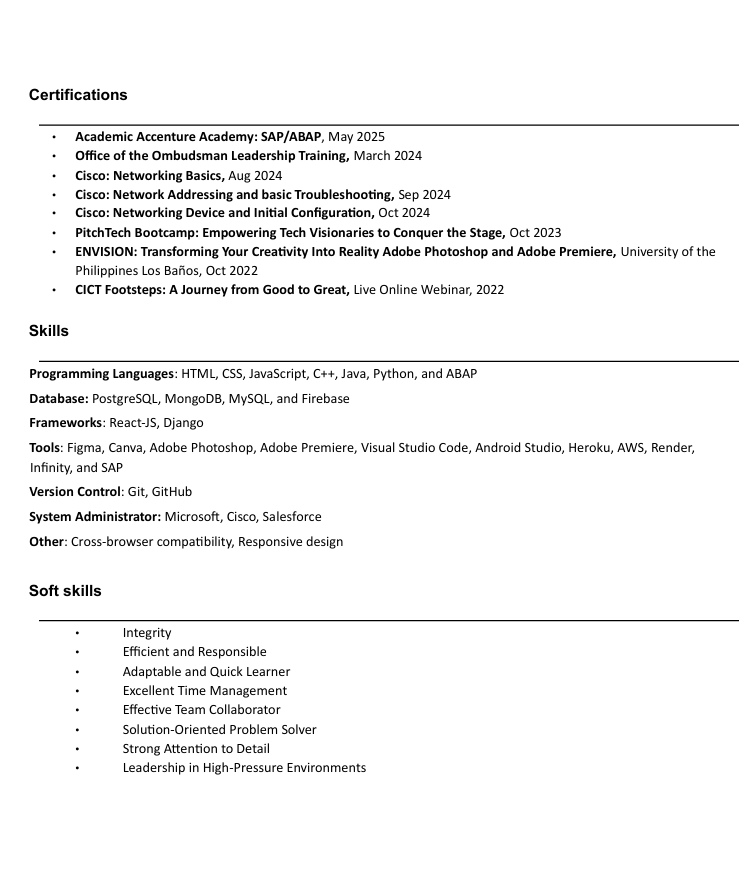 Certifications
• Academic Accenture Academy: SAP/ABAP, May 2025
• Office of the Ombudsman Leadership Training, March 2024
• Cisco: Networking Basics, Aug 2024
• Cisco: Network Addressing and basic Troubleshooting, Sep 2024
• Cisco: Networking Device and Initial Configuration, Oct 2024
• PitchTech Bootcamp: Empowering Tech Visionaries to Conquer the Stage, Oct 2023
• ENVISION: Transforming Your Creativity Into Reality Adobe Photoshop and Adobe Premiere, University of the
Philippines Los Baños, Oct 2022
• CICT Footsteps: A Journey from Good to Great, Live Online Webinar, 2022
Skills
Programming Languages: HTML, CSS, JavaScript, C++, Java, Python, and ABAP
Database: PostgreSQL, MongoDB, MySQL, and Firebase
Frameworks: React-JS, Django
Tools: Figma, Canva, Adobe Photoshop, Adobe Premiere, Visual Studio Code, Android Studio, Heroku, AWS, Render,
Infinity, and SAP
Version Control: Git, GitHub
System Administrator: Microsoft, Cisco, Salesforce
Other: Cross-browser compatibility, Responsive design
Soft skills
• Integrity
• Efficient and Responsible
• Adaptable and Quick Learner
• Excellent Time Management
• Effective Team Collaborator
• Solution-Oriented Problem Solver
• Strong Attention to Detail
• Leadership in High-Pressure Environments